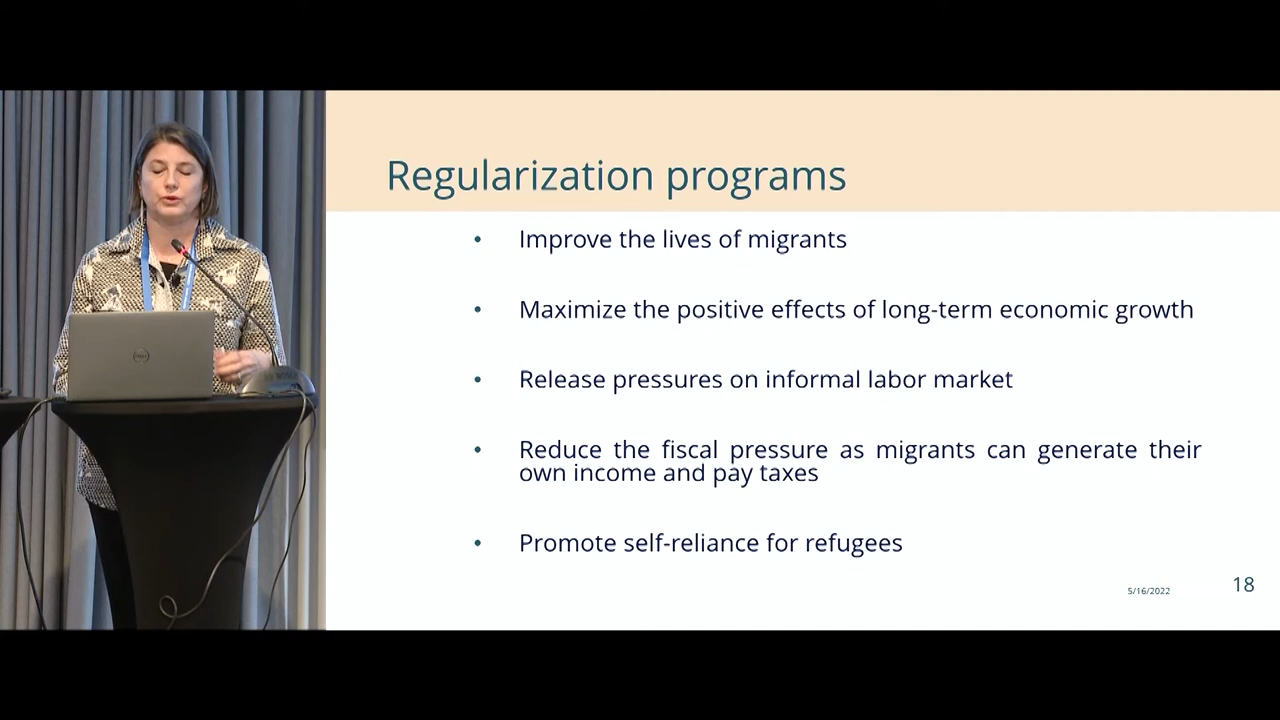 Regularization programs
• Improve the lives of migrants
• Maximize the positive effects of long-term economic growth
• Release pressures on informal labor market
• Reduce the fiscal pressure as migrants can generate their
own income and pay taxes
• Promote self-reliance for refugees
5/16/2022
18
DELL